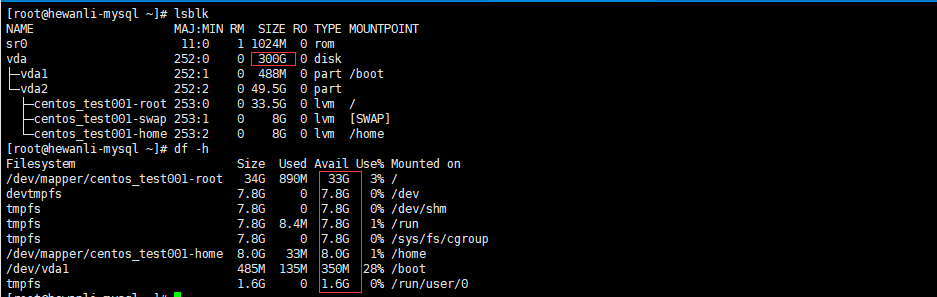 [root@hewanli-mysql ~]# lsblk
NAME                    MAJ:MIN RM  SIZE RO TYPE MOUNTPOINT
sr0                      11:0    1 1024M  0 rom
vda                     252:0    0  300G  0 disk
├─vda1                  252:1    0  488M  0 part /boot
└─vda2                  252:2    0 49.5G  0 part
  ├─centos_test001-root 253:0    0 33.5G  0 lvm  /
  ├─centos_test001-swap 253:1    0    8G  0 lvm  [SWAP]
  └─centos_test001-home 253:2    0    8G  0 lvm  /home
[root@hewanli-mysql ~]# df -h
Filesystem                       Size  Used Avail Use% Mounted on
/dev/mapper/centos_test001-root   34G  890M   33G   3% /
devtmpfs                         7.8G     0  7.8G   0% /dev
tmpfs                            7.8G     0  7.8G   0% /dev/shm
tmpfs                            7.8G  8.4M  7.8G   1% /run
tmpfs                            7.8G     0  7.8G   0% /sys/fs/cgroup
/dev/mapper/centos_test001-home  8.0G   33M  8.0G   1% /home
/dev/vda1                        485M  135M  350M  28% /boot
tmpfs                            1.6G     0  1.6G   0% /run/user/0
[root@hewanli-mysql ~]#